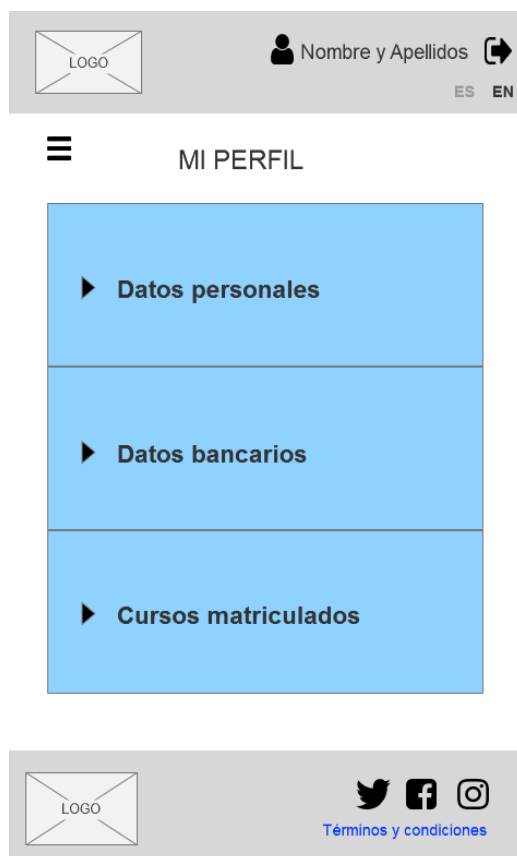 LOGO
Nombre y Apellidos
ES EN
MI PERFIL
Datos personales
Datos bancarios
Cursos matriculados
LOGO
Términos y condiciones